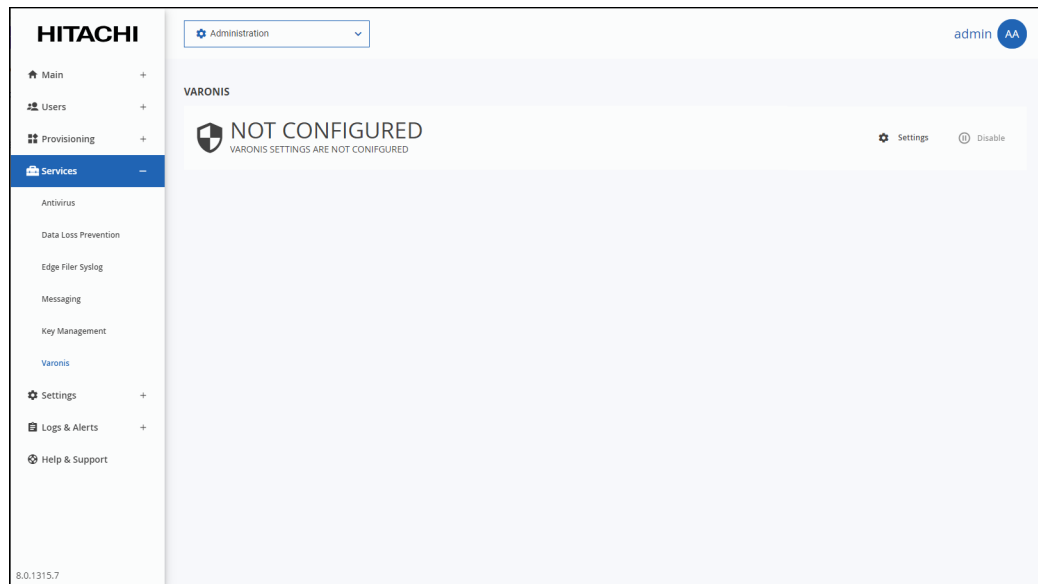 HITACHI
Administration
admin AA
Main +
Users +
Provisioning +
Services −
Antivirus
Data Loss Prevention
Edge Filer Syslog
Messaging
Key Management
Varonis
Settings +
Logs & Alerts +
Help & Support
8.0.1315.7
VARONIS
NOT CONFIGURED
VARONIS SETTINGS ARE NOT CONIFGURED
Settings Disable